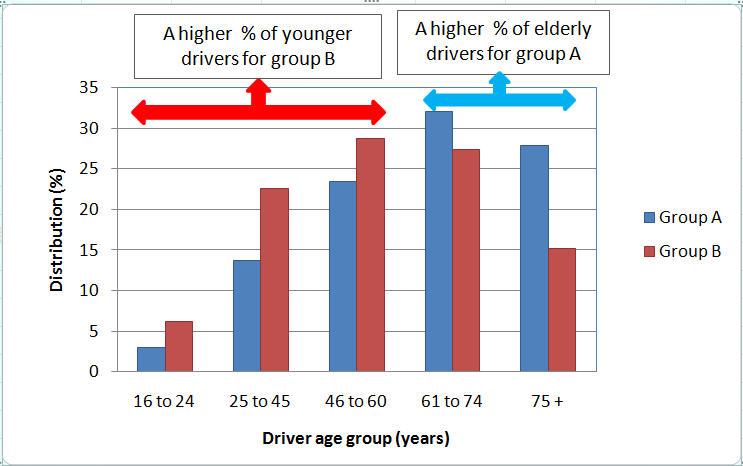 A higher % of younger
drivers for group B
A higher % of elderly
drivers for group A
35
30
25
20
15
10
5
0
Distribution (%)
16 to 24
25 to 45
46 to 60
61 to 74
75 +
Driver age group (years)
Group A
Group B